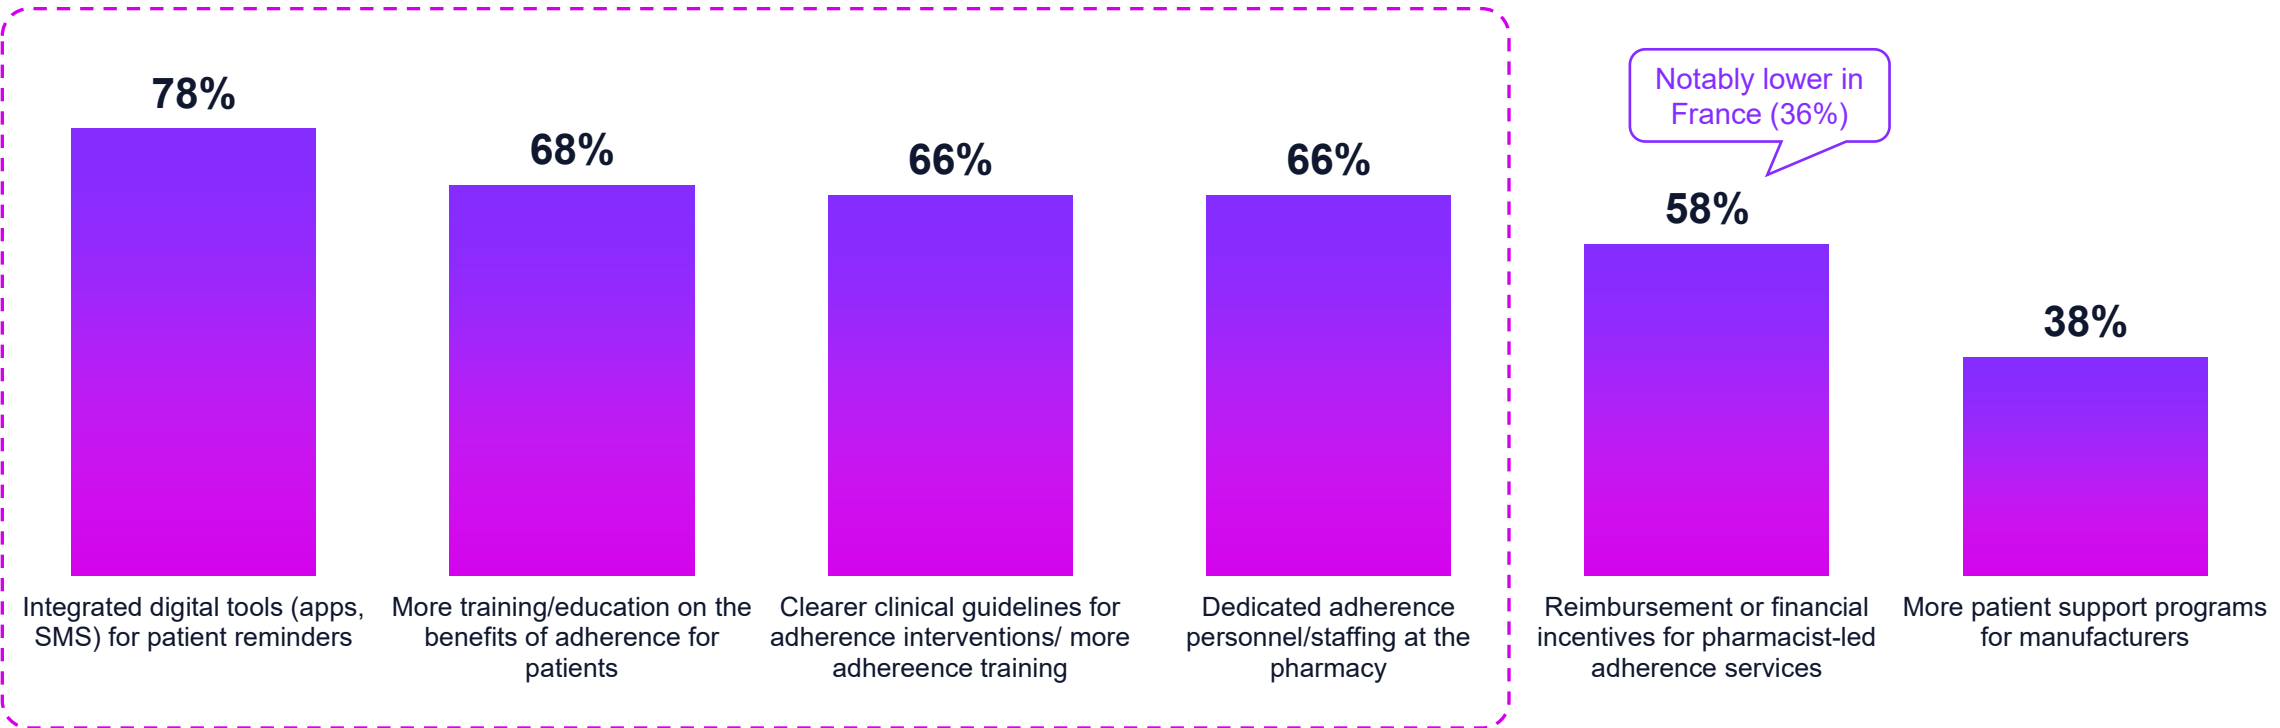 78%
68%
66%
66%
Notably lower in
France (36%)
58%
38%
Integrated digital tools (apps,
SMS) for patient reminders
More training/education on the
benefits of adherence for
patients
Clearer clinical guidelines for
adherence interventions/ more
adhereence training
Dedicated adherence
personnel/staffing at the
pharmacy
Reimbursement or financial
incentives for pharmacist-led
adherence services
More patient support programs
for manufacturers